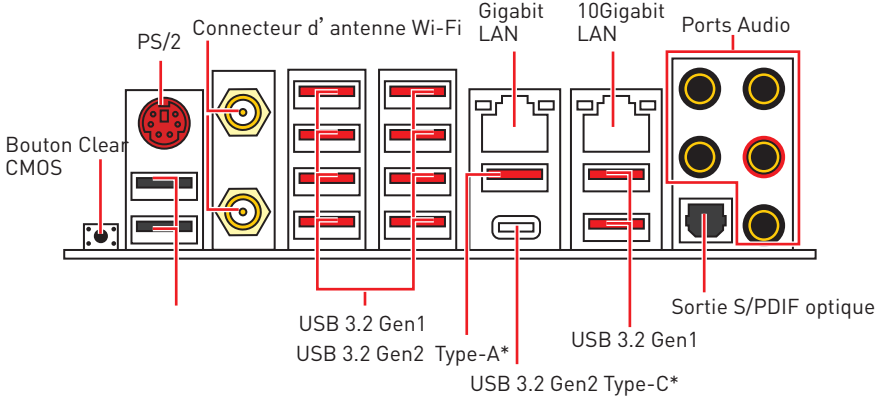 Gigabit
LAN
10Gigabit
LAN
Ports Audio
Connecteur d’ antenne Wi-Fi
PS/2
Bouton Clear
CMOS
USB 3.2 Gen1
USB 3.2 Gen2 Type-A*
USB 3.2 Gen2 Type-C*
USB 3.2 Gen1
Sortie S/PDIF optique